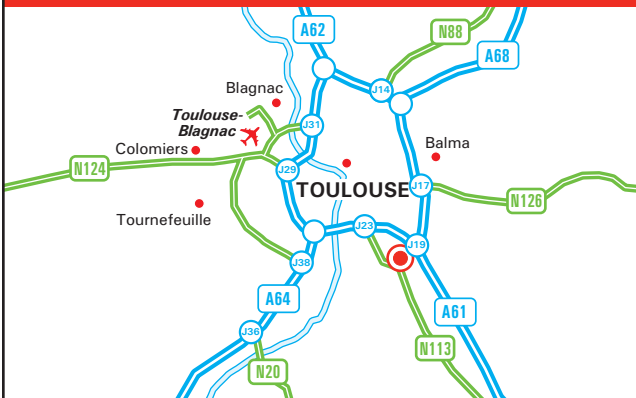 A62
N88
A68
Blagnac
J14
Toulouse-
Blagnac
J31
Colomiers
Balma
N124
J29
TOULOUSE
J17
N126
Tournefeuille
J23
J19
J38
A64
A61
J36
N113
N20